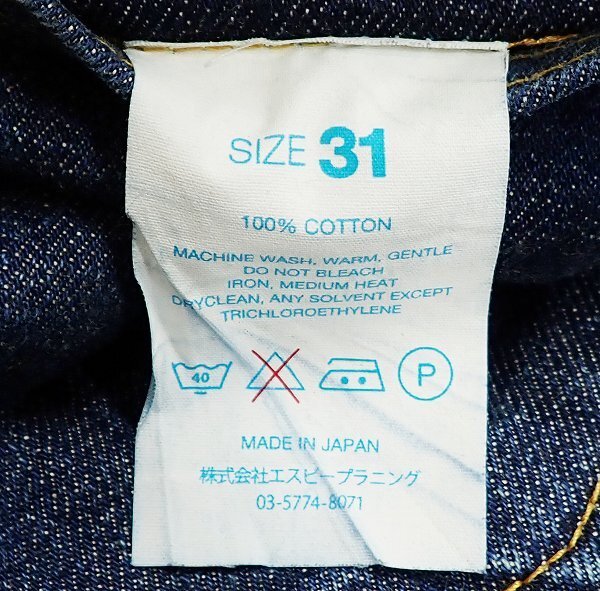 SIZE 31
100% COTTON
MACHINE WASH, WARM, GENTLE
DO NOT BLEACH
IRON, MEDIUM HEAT
DRYCLEAN, ANY SOLVENT EXCEPT
TRICHLOROETHYLENE
40 P
MADE IN JAPAN
株式会社エスピープラニング
03-5774-8071